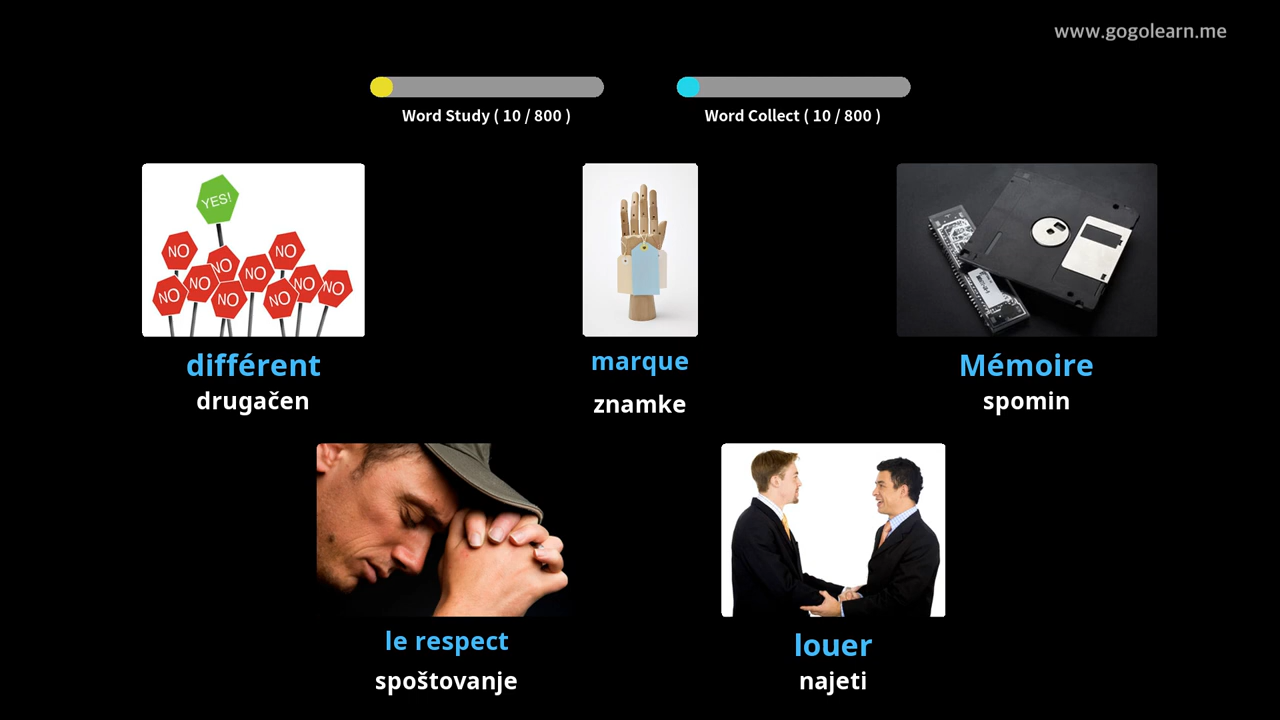 www.gogolearn.me
Word Study ( 10 / 800 )
Word Collect ( 10 / 800 )
YES!
NO
NO
NO
NO
NO
NO
NO
NO
NO
NO
différent
drugačen
marque
znamke
Mémoire
spomin
le respect
spoštovanje
louer
najeti